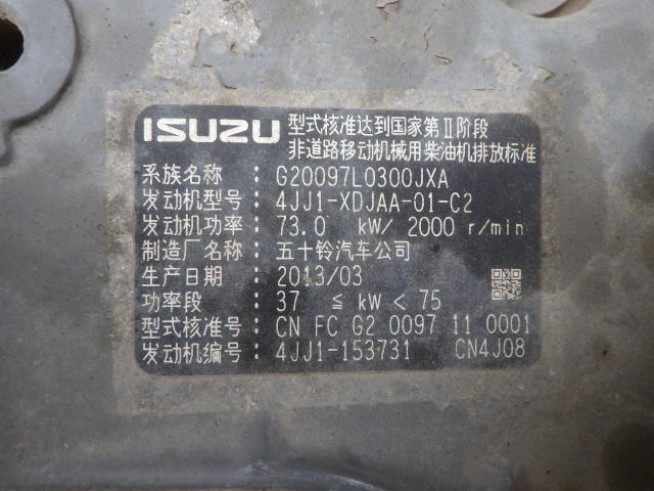 ISUZU 型式核准达到国家第Ⅱ阶段
非道路移动机械用柴油机排放标准
系族名称：G20097L0300JXA
发动机型号：4JJ1-XDJAA-01-C2
发动机功率：73.0 kW/ 2000 r/min
制造厂名称：五十铃汽车公司
生产日期：2013/03
功率段：37 ≦ kW < 75
型式核准号：CN FC G2 0097 11 0001
发动机编号：4JJ1-153731 CN4J08